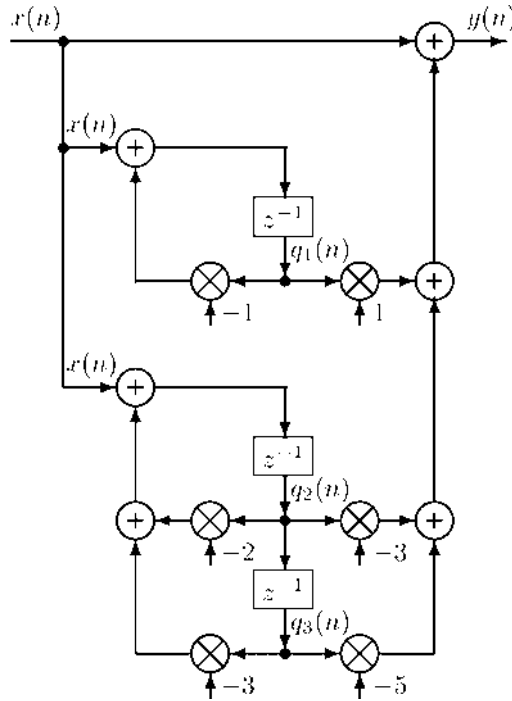 x(n) y(n)
+
x(n)
+
z⁻¹
q₁(n)
+
−1 1
x(n)
+
z⁻¹
q₂(n)
+ +
−2 −3
z⁻¹
q₃(n)
−3 −5